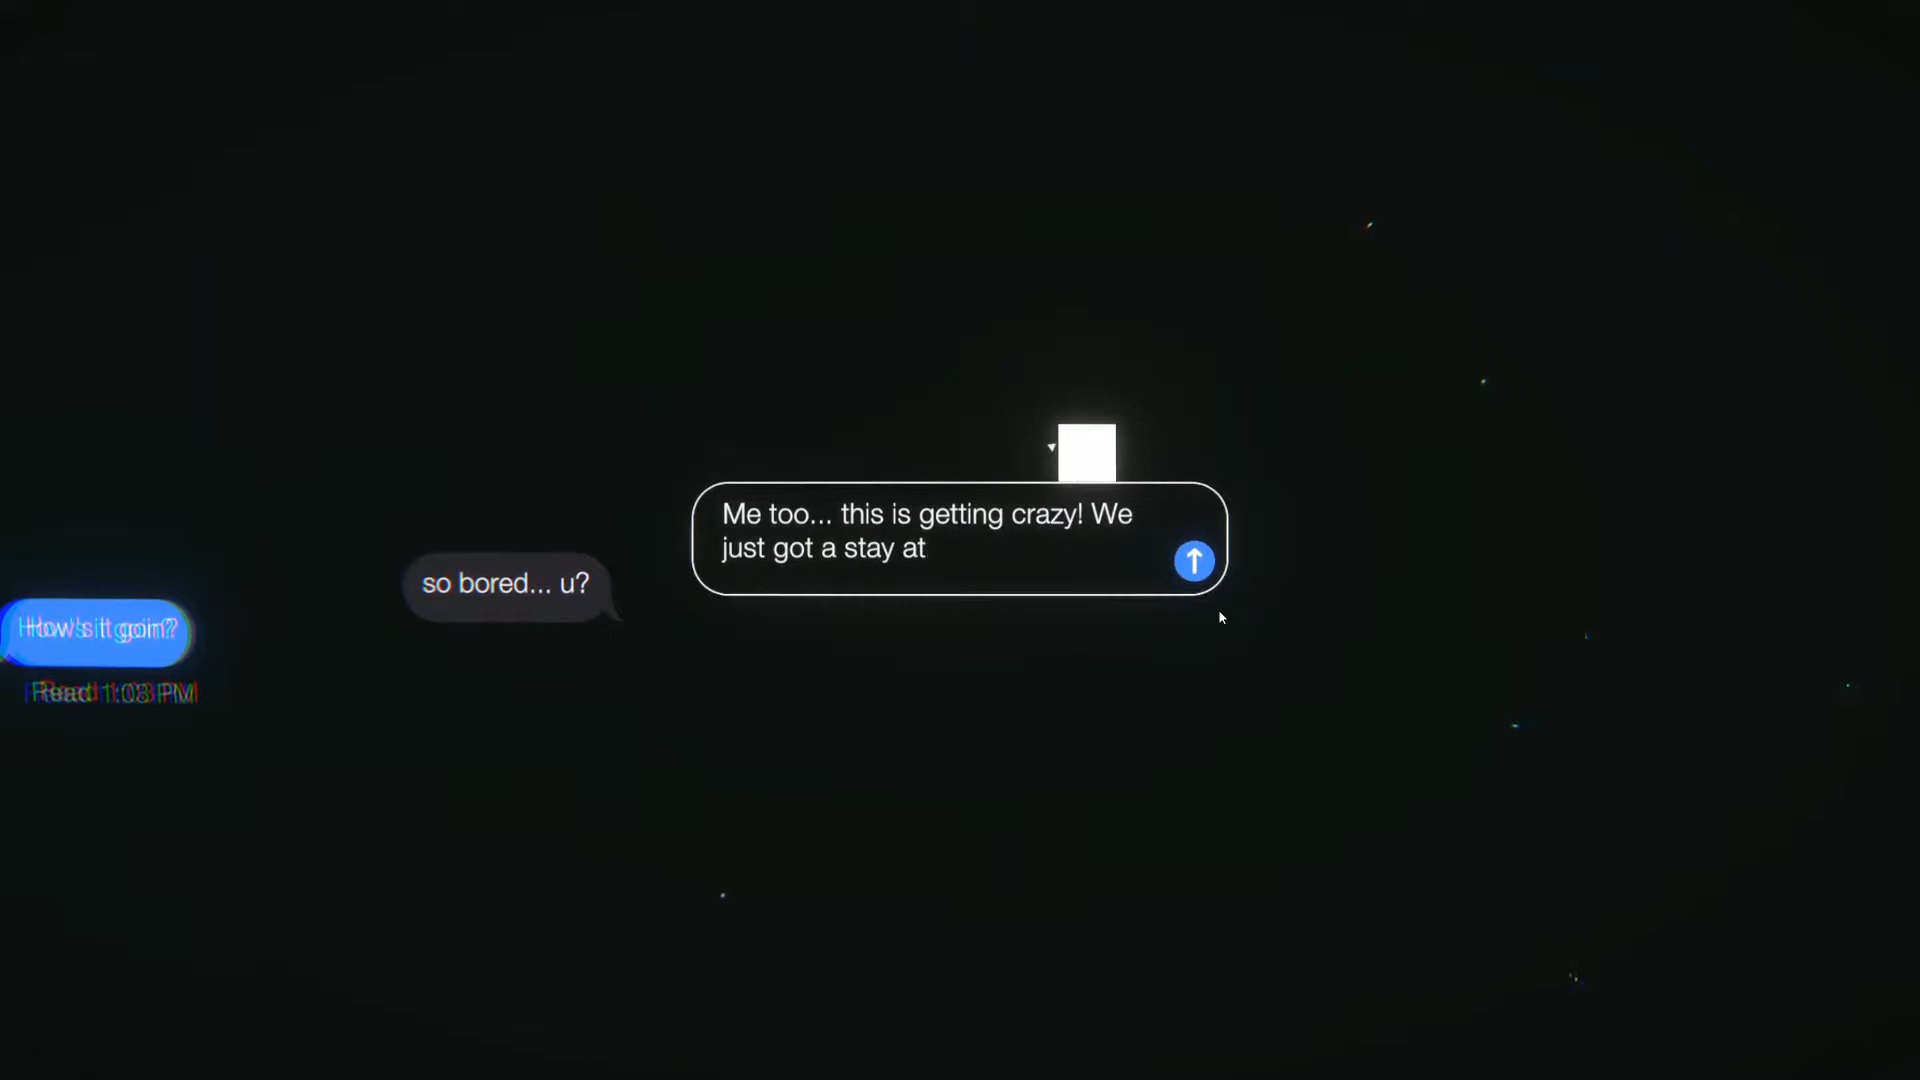 How's it goin?
Read 1:03 PM
so bored... u?
Me too... this is getting crazy! We
just got a stay at